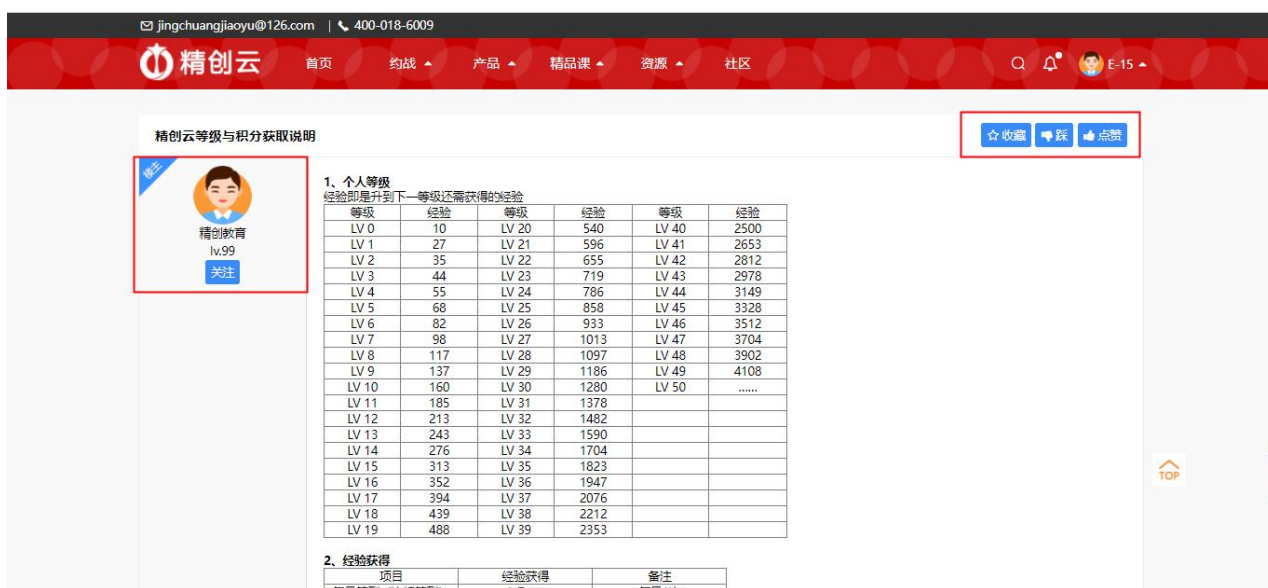 jingchuangjiaoyu@126.com | 400-018-6009
精创云 首页 约战 产品 精品课 资源 社区 E-15
精创云等级与积分获取说明 收藏 踩 点赞
楼主
精创教育
lv.99
关注
1、个人等级
经验即是升到下一等级还需获得的经验
等级 经验 等级 经验 等级 经验
LV 0 10 LV 20 540 LV 40 2500
LV 1 27 LV 21 596 LV 41 2653
LV 2 35 LV 22 655 LV 42 2812
LV 3 44 LV 23 719 LV 43 2978
LV 4 55 LV 24 786 LV 44 3149
LV 5 68 LV 25 858 LV 45 3328
LV 6 82 LV 26 933 LV 46 3512
LV 7 98 LV 27 1013 LV 47 3704
LV 8 117 LV 28 1097 LV 48 3902
LV 9 137 LV 29 1186 LV 49 4108
LV 10 160 LV 30 1280 LV 50 ......
LV 11 185 LV 31 1378
LV 12 213 LV 32 1482
LV 13 243 LV 33 1590
LV 14 276 LV 34 1704
LV 15 313 LV 35 1823
LV 16 352 LV 36 1947
LV 17 394 LV 37 2076
LV 18 439 LV 38 2212
LV 19 488 LV 39 2353
TOP
2、经验获得
项目 经验获得 备注